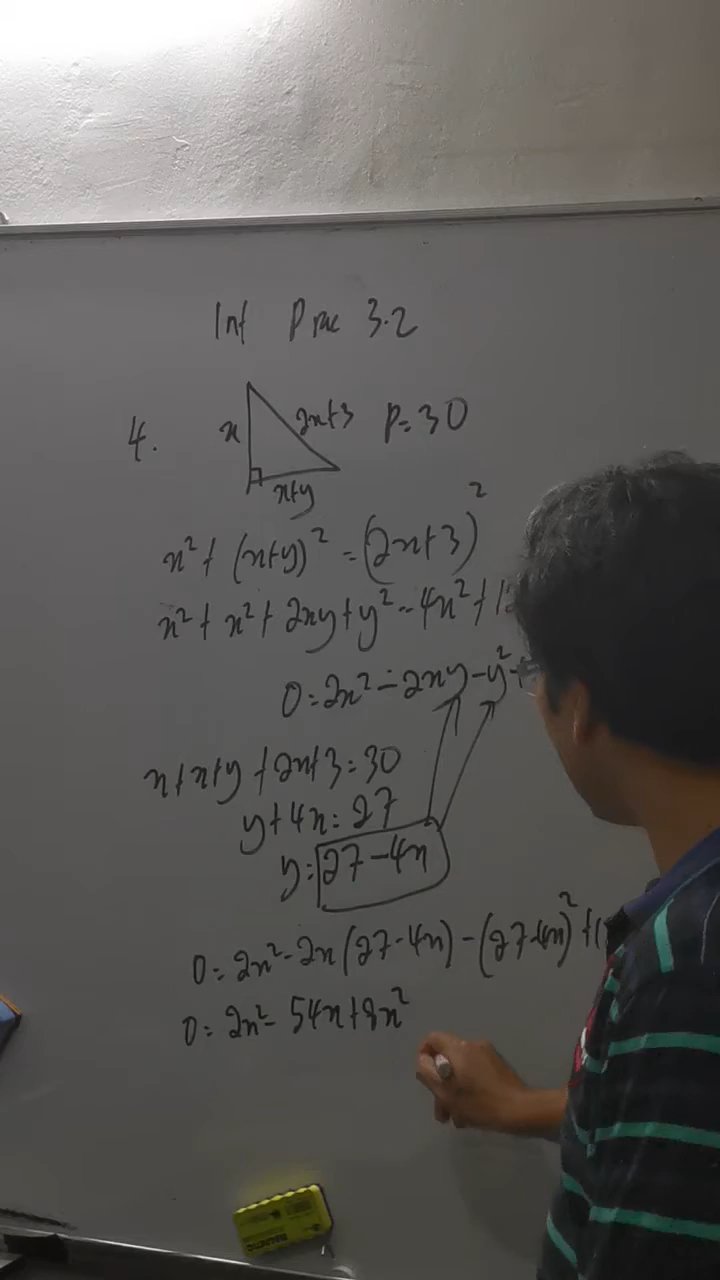 Int Prac 3.2
4.
x
2x+3
P=30
x+y
x² + (x+y)² = (2x+3)²
x² + x² + 2xy + y² = 4x² + 1
0 = 2x² - 2xy - y² +
x + x + y + 2x + 3 = 30
y + 4x = 27
y = 27 - 4x
0 = 2x² - 2x(27-4x) - (27-4x)² + 1
0 = 2x² - 54x + 8x²